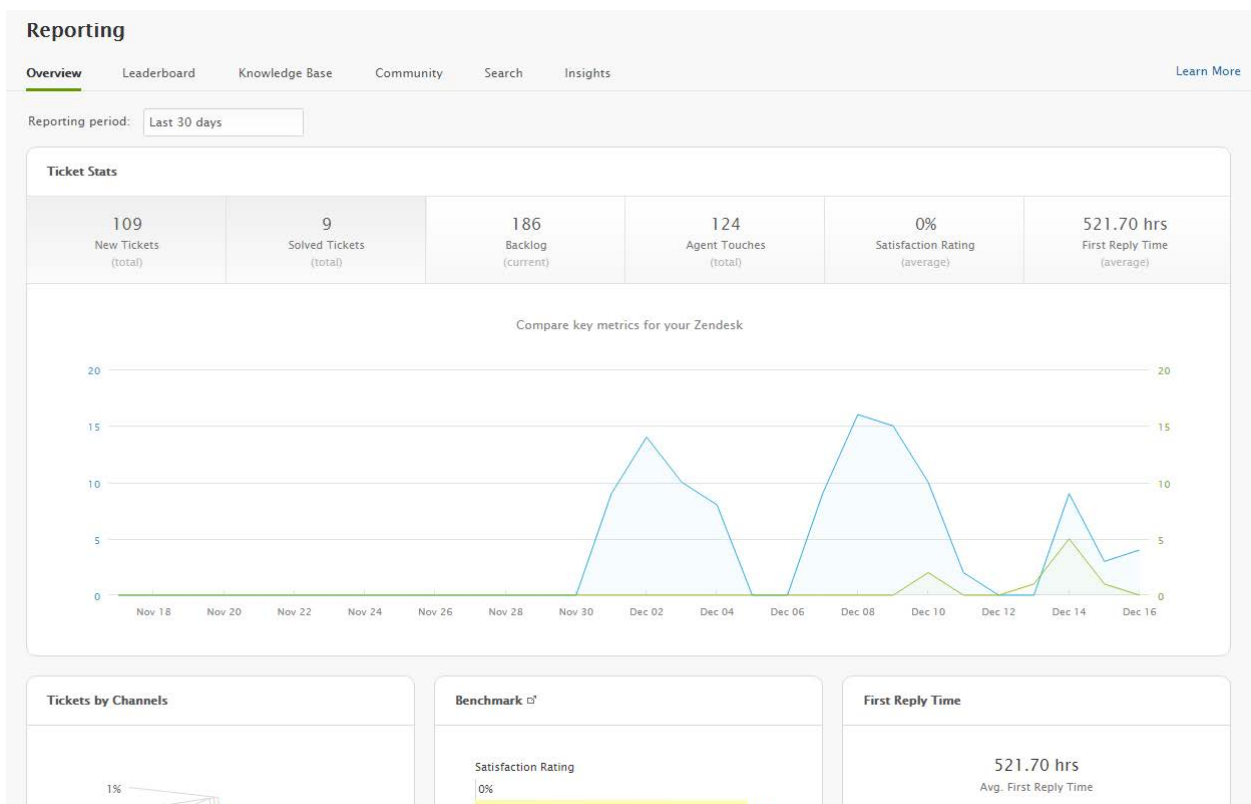 Reporting
Overview Leaderboard Knowledge Base Community Search Insights Learn More
Reporting period: Last 30 days
Ticket Stats
109 9 186 124 0% 521.70 hrs
New Tickets Solved Tickets Backlog Agent Touches Satisfaction Rating First Reply Time
(total) (total) (current) (total) (average) (average)
Compare key metrics for your Zendesk
20 20
15 15
10 10
5 5
0 0
Nov 18 Nov 20 Nov 22 Nov 24 Nov 26 Nov 28 Nov 30 Dec 02 Dec 04 Dec 06 Dec 08 Dec 10 Dec 12 Dec 14 Dec 16
Tickets by Channels Benchmark First Reply Time
521.70 hrs
Satisfaction Rating
1% 0% Avg. First Reply Time